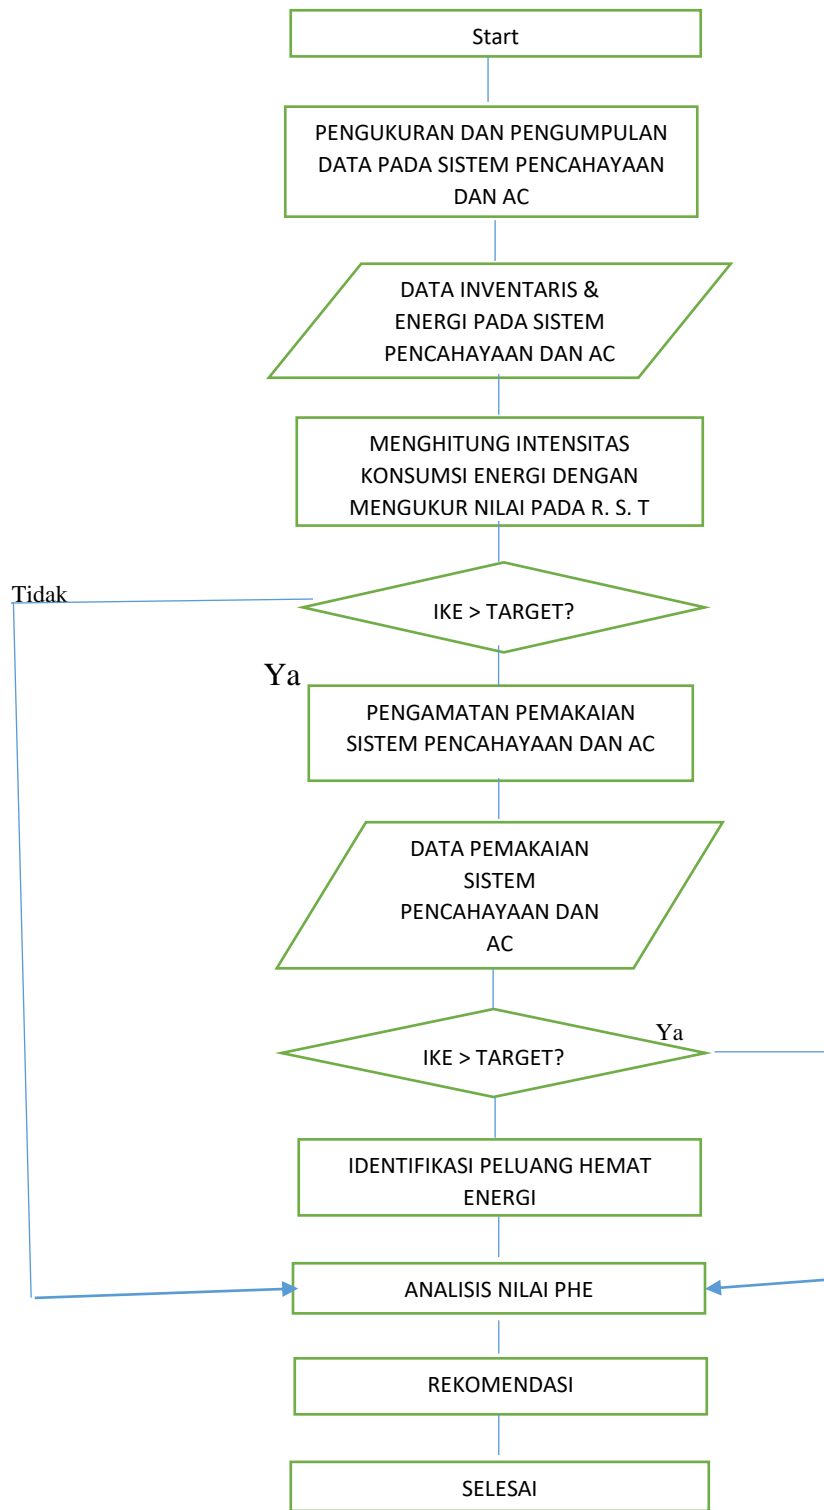 Start
PENGUKURAN DAN PENGUMPULAN
DATA PADA SISTEM PENCAHAYAAN
DAN AC
DATA INVENTARIS &
ENERGI PADA SISTEM
PENCAHAYAAN DAN AC
MENGHITUNG INTENSITAS
KONSUMSI ENERGI DENGAN
MENGUKUR NILAI PADA R. S. T
Tidak
IKE > TARGET?
Ya
PENGAMATAN PEMAKAIAN
SISTEM PENCAHAYAAN DAN AC
DATA PEMAKAIAN
SISTEM
PENCAHAYAAN DAN
AC
Ya
IKE > TARGET?
IDENTIFIKASI PELUANG HEMAT
ENERGI
ANALISIS NILAI PHE
REKOMENDASI
SELESAI